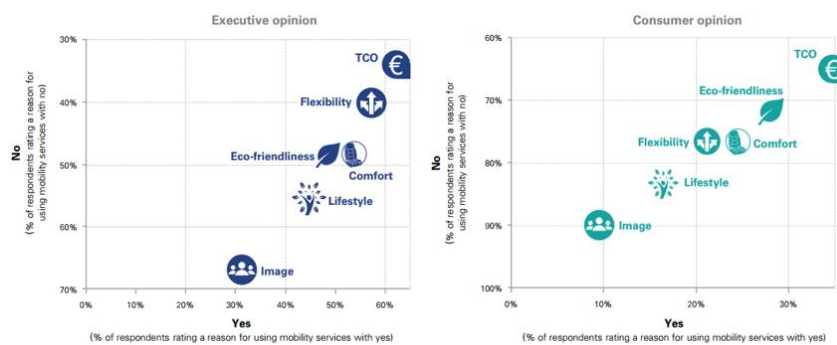 Executive opinion
No
(% of respondents rating a reason for
using mobility services with no)
30%
40%
50%
60%
70%
TCO
€
Flexibility
Eco-friendliness
Comfort
Lifestyle
Image
0%
10%
20%
30%
40%
50%
60%
Yes
(% of respondents rating a reason for using mobility services with yes)
Consumer opinion
No
(% of respondents rating a reason for
using mobility services with no)
60%
70%
80%
90%
100%
TCO
€
Eco-friendliness
Flexibility
Comfort
Lifestyle
Image
0%
10%
20%
30%
Yes
(% of respondents rating a reason for using mobility services with yes)